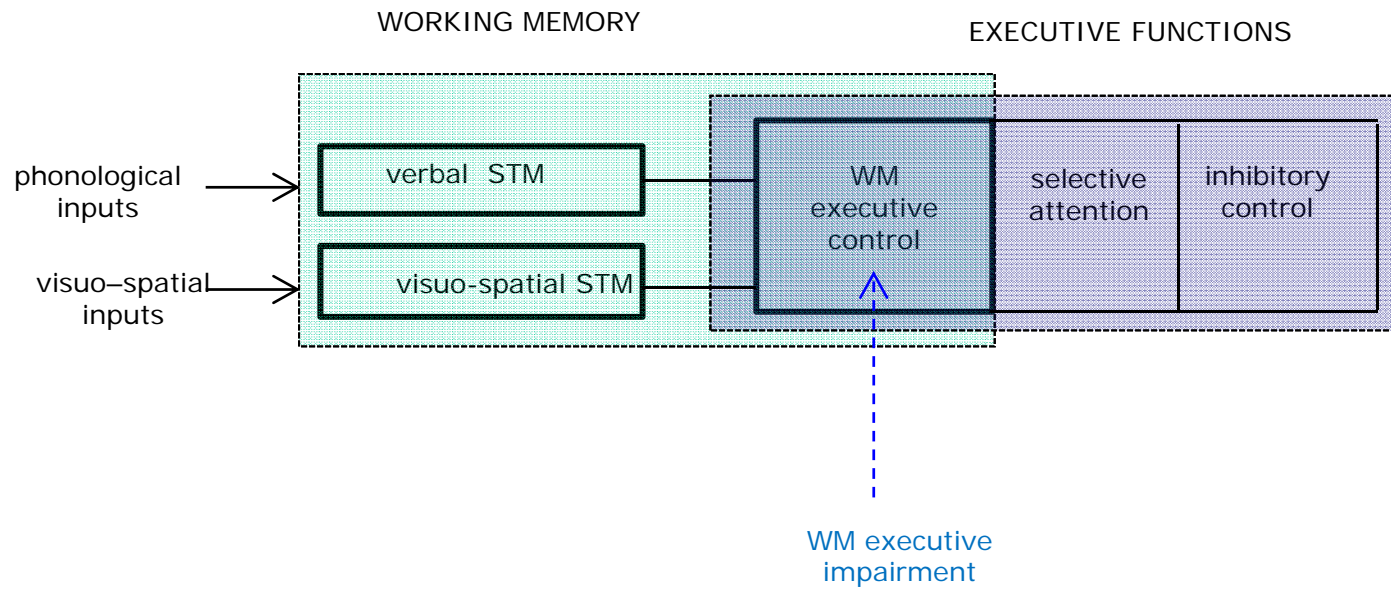 WORKING MEMORY
EXECUTIVE FUNCTIONS
phonological
inputs
verbal STM
visuo–spatial
inputs
visuo-spatial STM
WM
executive
control
selective
attention
inhibitory
control
WM executive
impairment